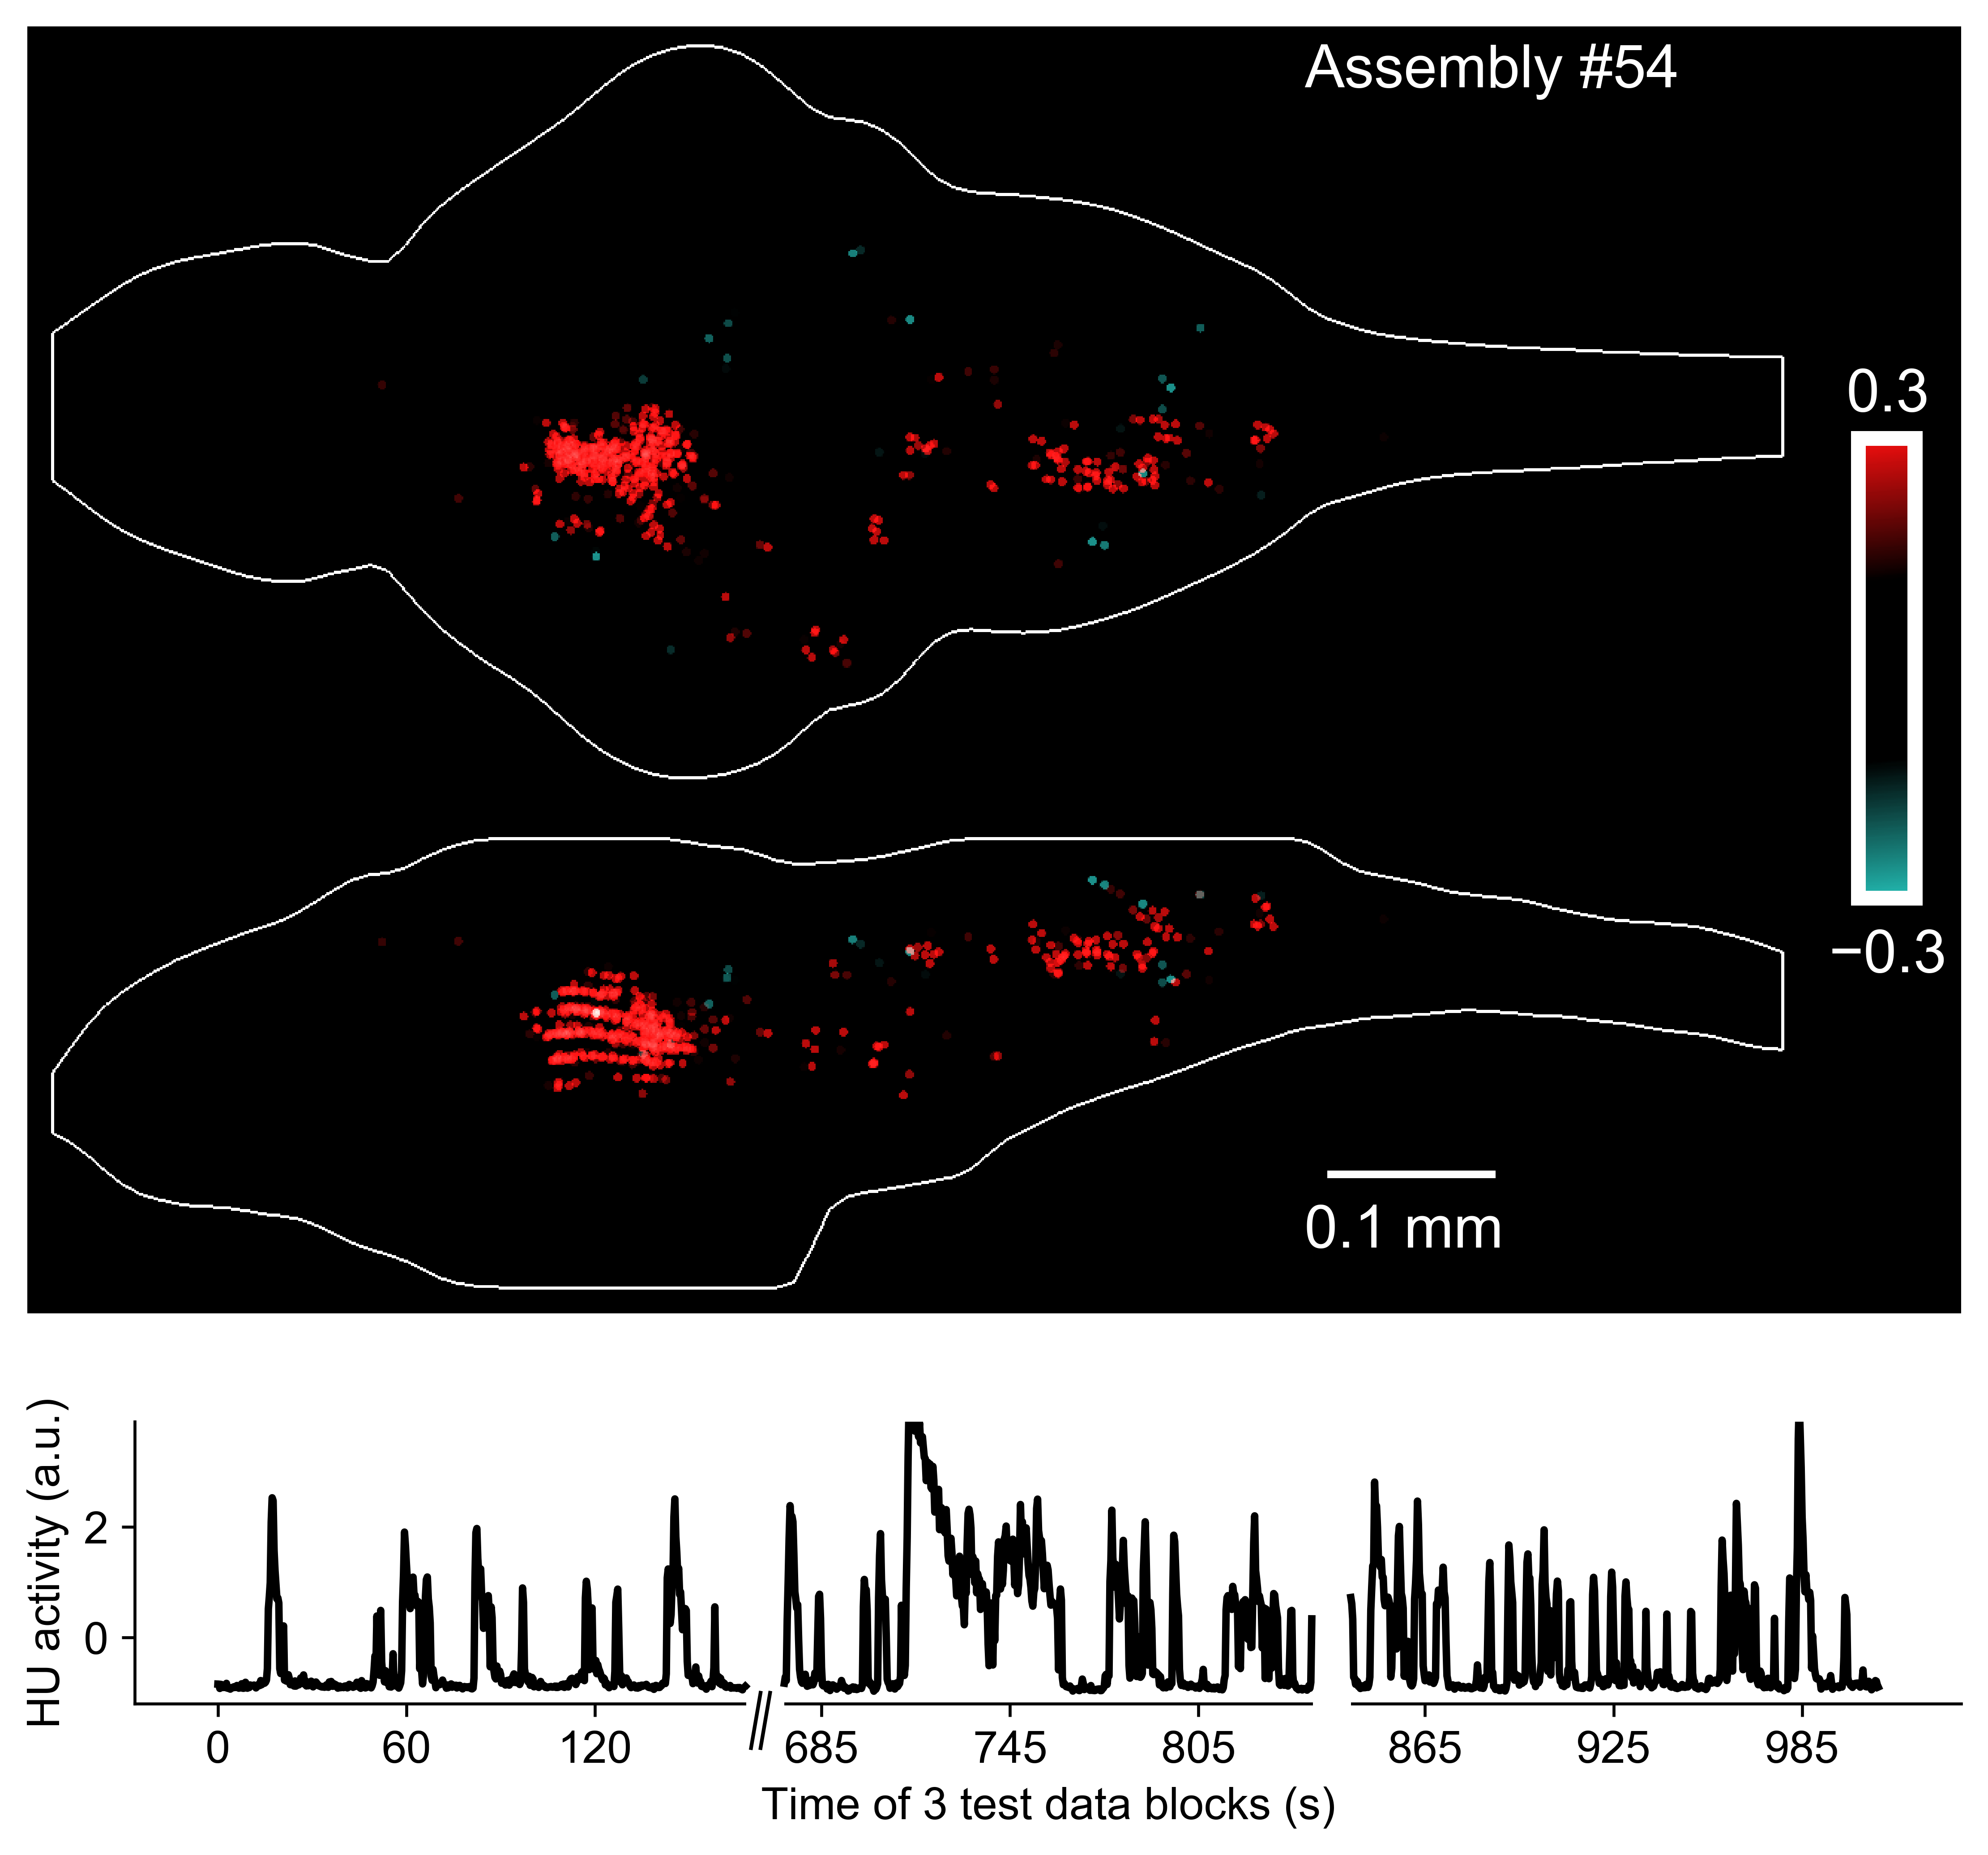 Assembly #54
0.3
−0.3
0.1 mm
HU activity (a.u.)
2
0
0 60 120 685 745 805 865 925 985
Time of 3 test data blocks (s)